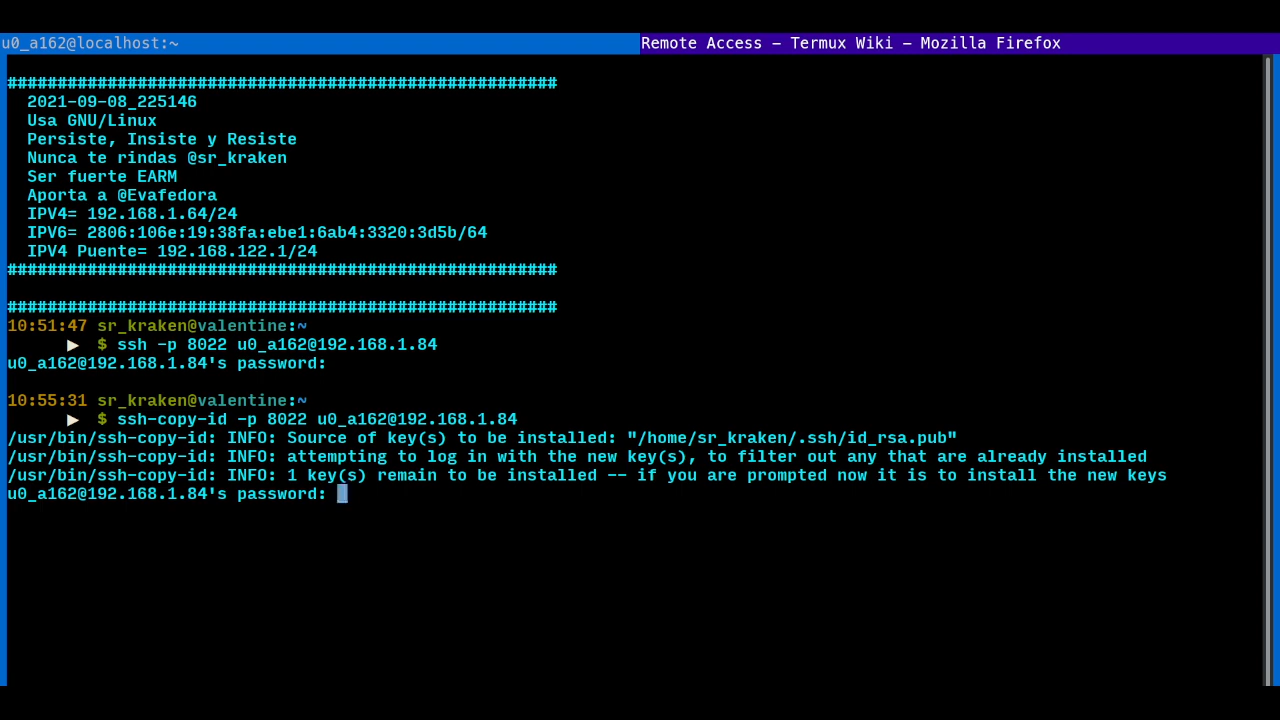 u0_a162@localhost:~
Remote Access – Termux Wiki – Mozilla Firefox
#######################################################
2021-09-08_225146
Usa GNU/Linux
Persiste, Insiste y Resiste
Nunca te rindas @sr_kraken
Ser fuerte EARM
Aporta a @Evafedora
IPV4= 192.168.1.64/24
IPV6= 2806:106e:19:38fa:ebe1:6ab4:3320:3d5b/64
IPV4 Puente= 192.168.122.1/24
#######################################################
#######################################################
10:51:47 sr_kraken@valentine:~
▶ $ ssh -p 8022 u0_a162@192.168.1.84
u0_a162@192.168.1.84's password:
10:55:31 sr_kraken@valentine:~
▶ $ ssh-copy-id -p 8022 u0_a162@192.168.1.84
/usr/bin/ssh-copy-id: INFO: Source of key(s) to be installed: "/home/sr_kraken/.ssh/id_rsa.pub"
/usr/bin/ssh-copy-id: INFO: attempting to log in with the new key(s), to filter out any that are already installed
/usr/bin/ssh-copy-id: INFO: 1 key(s) remain to be installed -- if you are prompted now it is to install the new keys
u0_a162@192.168.1.84's password: